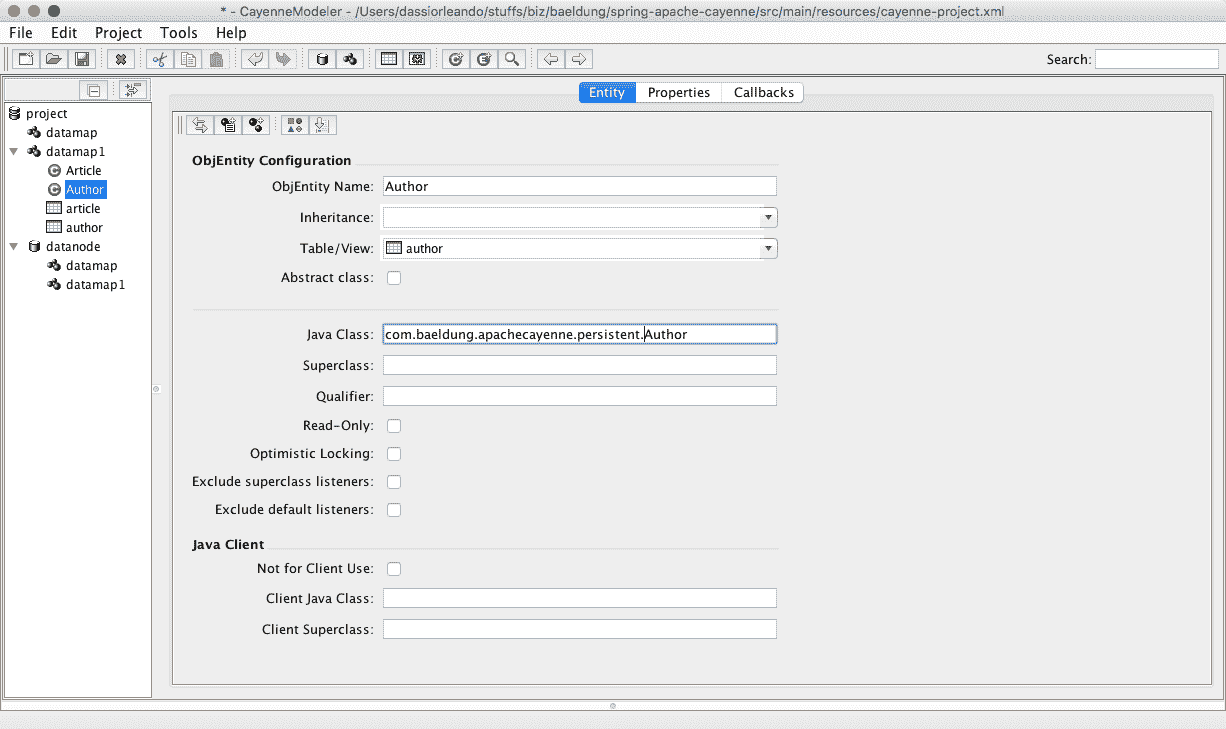 * - CayenneModeler - /Users/dassiorleando/stuffs/biz/baeldung/spring-apache-cayenne/src/main/resources/cayenne-project.xml
File Edit Project Tools Help
Search:
project
datamap
datamap1
Article
Author
article
author
datanode
datamap
datamap1
Entity Properties Callbacks
ObjEntity Configuration
ObjEntity Name: Author
Inheritance:
Table/View: author
Abstract class:
Java Class: com.baeldung.apachecayenne.persistent.Author
Superclass:
Qualifier:
Read-Only:
Optimistic Locking:
Exclude superclass listeners:
Exclude default listeners:
Java Client
Not for Client Use:
Client Java Class:
Client Superclass: